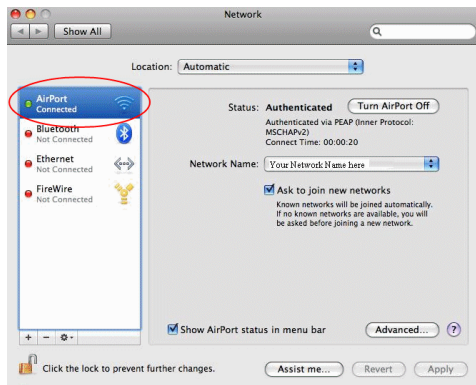 Network
Show All
Location: Automatic
AirPort
Connected
Bluetooth
Not Connected
Ethernet
Not Connected
FireWire
Not Connected
Status: Authenticated
Turn AirPort Off
Authenticated via PEAP (Inner Protocol:
MSCHAPv2)
Connect Time: 00:00:20
Network Name: Your Network Name here
Ask to join new networks
Known networks will be joined automatically.
If no known networks are available, you will
be asked before joining a new network.
Show AirPort status in menu bar
Advanced...
?
Click the lock to prevent further changes.
Assist me...
Revert
Apply